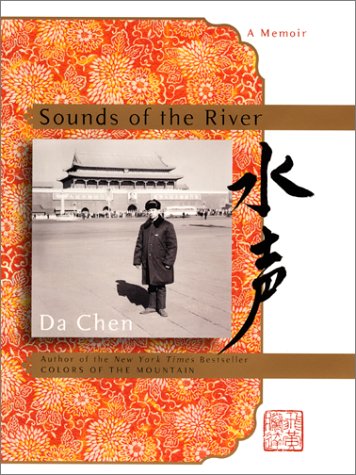 A Memoir
Sounds of the River
水声
Da Chen
Author of the New York Times Bestseller
COLORS OF THE MOUNTAIN